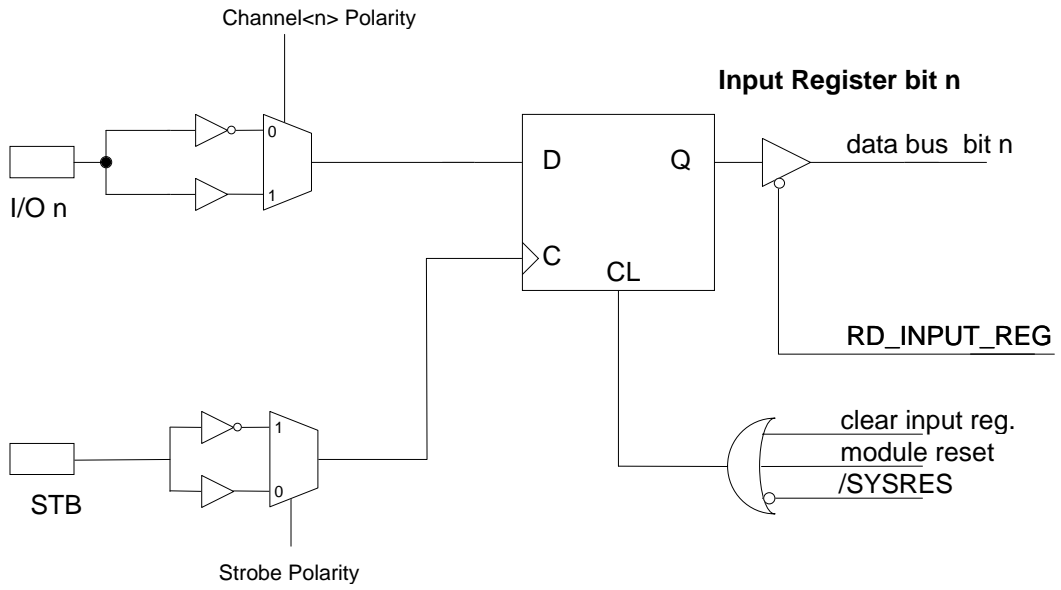 Channel<n> Polarity
Input Register bit n
0
1
I/O n
D
Q
data bus bit n
C
CL
RD_INPUT_REG
clear input reg.
module reset
/SYSRES
STB
1
0
Strobe Polarity